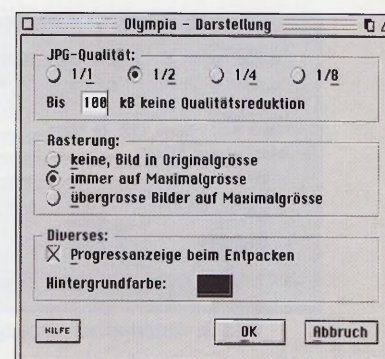 Olympia – Darstellung
JPG-Qualität:
1/1 1/2 1/4 1/8
Bis 100 kB keine Qualitätsreduktion
Rasterung:
keine, Bild in Originalgrösse
immer auf Maximalgrösse
übergrosse Bilder auf Maximalgrösse
Diverses:
Progressanzeige beim Entpacken
Hintergrundfarbe:
HILFE OK Abbruch